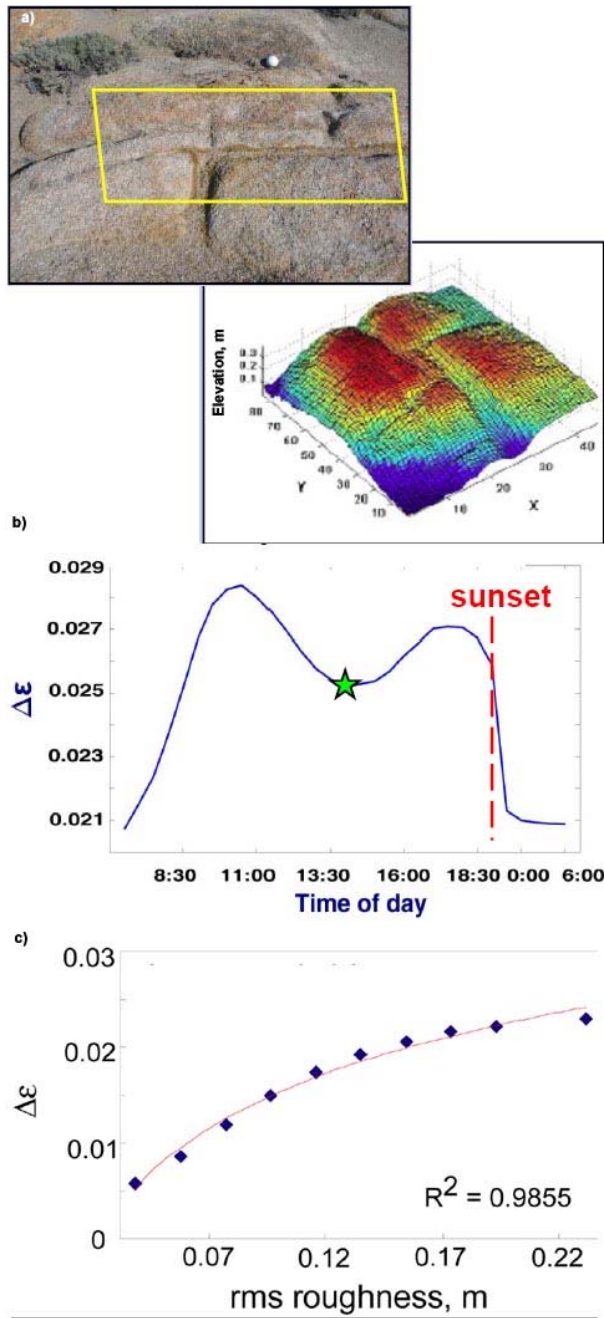 a)
Elevation, m
0.3
0.2
0.1
80
70
60
50
40
30
20
10
Y
10
20
30
40
X
b)
0.029
0.027
0.025
0.023
0.021
Δε
sunset
8:30 11:00 13:30 16:00 18:30 0:00 6:00
Time of day
c)
0.03
0.02
0.01
0
Δε
R² = 0.9855
0.07 0.12 0.17 0.22
rms roughness, m